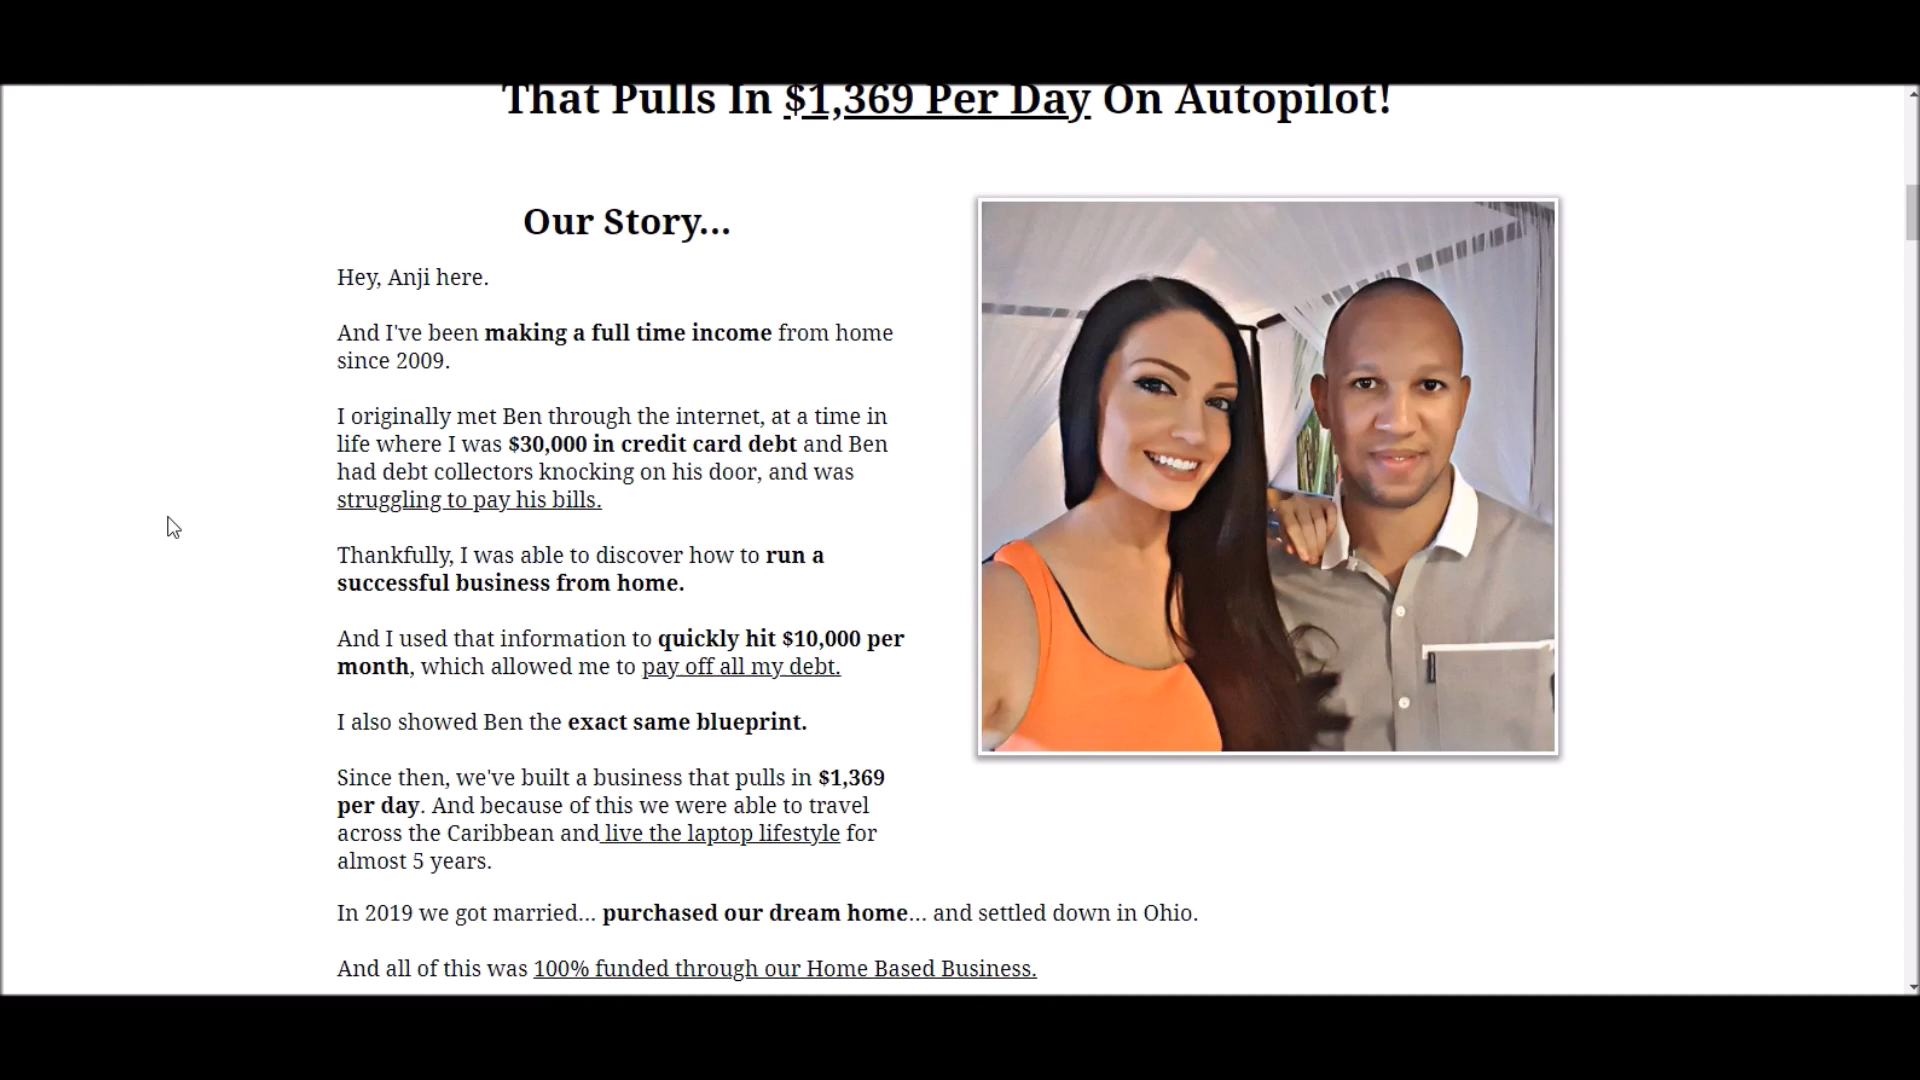 That Pulls In $1,369 Per Day On Autopilot!
Our Story...
Hey, Anji here.
And I've been making a full time income from home
since 2009.
I originally met Ben through the internet, at a time in
life where I was $30,000 in credit card debt and Ben
had debt collectors knocking on his door, and was
struggling to pay his bills.
Thankfully, I was able to discover how to run a
successful business from home.
And I used that information to quickly hit $10,000 per
month, which allowed me to pay off all my debt.
I also showed Ben the exact same blueprint.
Since then, we've built a business that pulls in $1,369
per day. And because of this we were able to travel
across the Caribbean and live the laptop lifestyle for
almost 5 years.
In 2019 we got married... purchased our dream home... and settled down in Ohio.
And all of this was 100% funded through our Home Based Business.